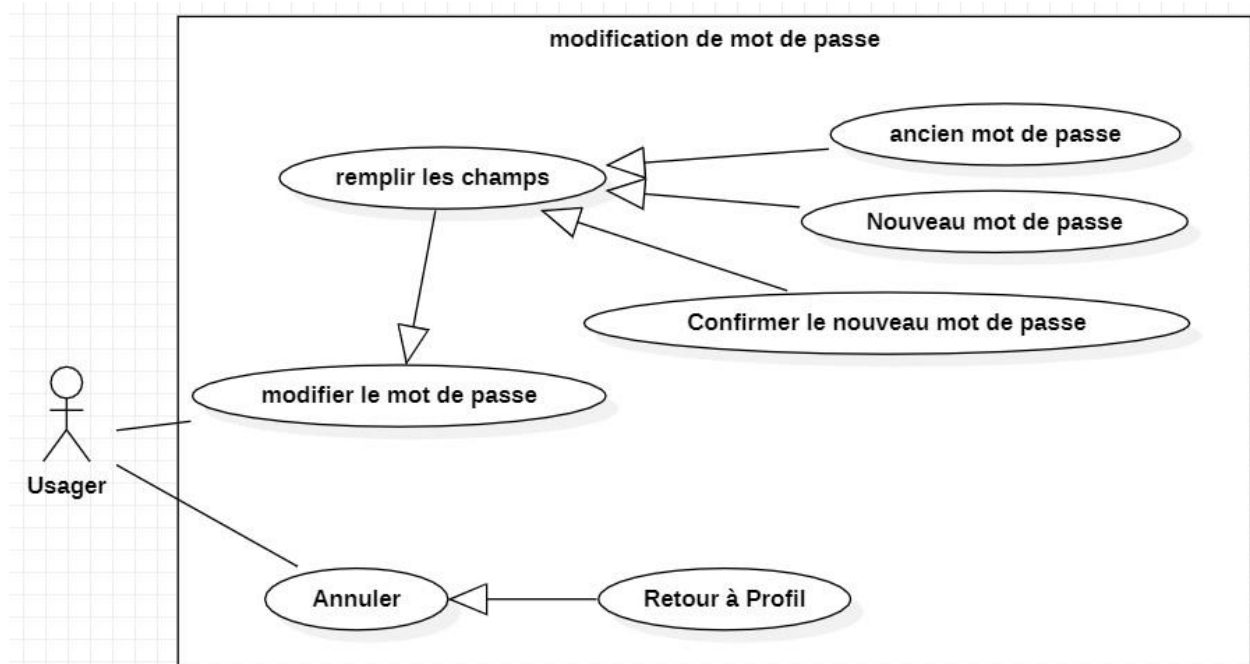 modification de mot de passe
ancien mot de passe
remplir les champs
Nouveau mot de passe
Confirmer le nouveau mot de passe
modifier le mot de passe
Usager
Annuler
Retour à Profil